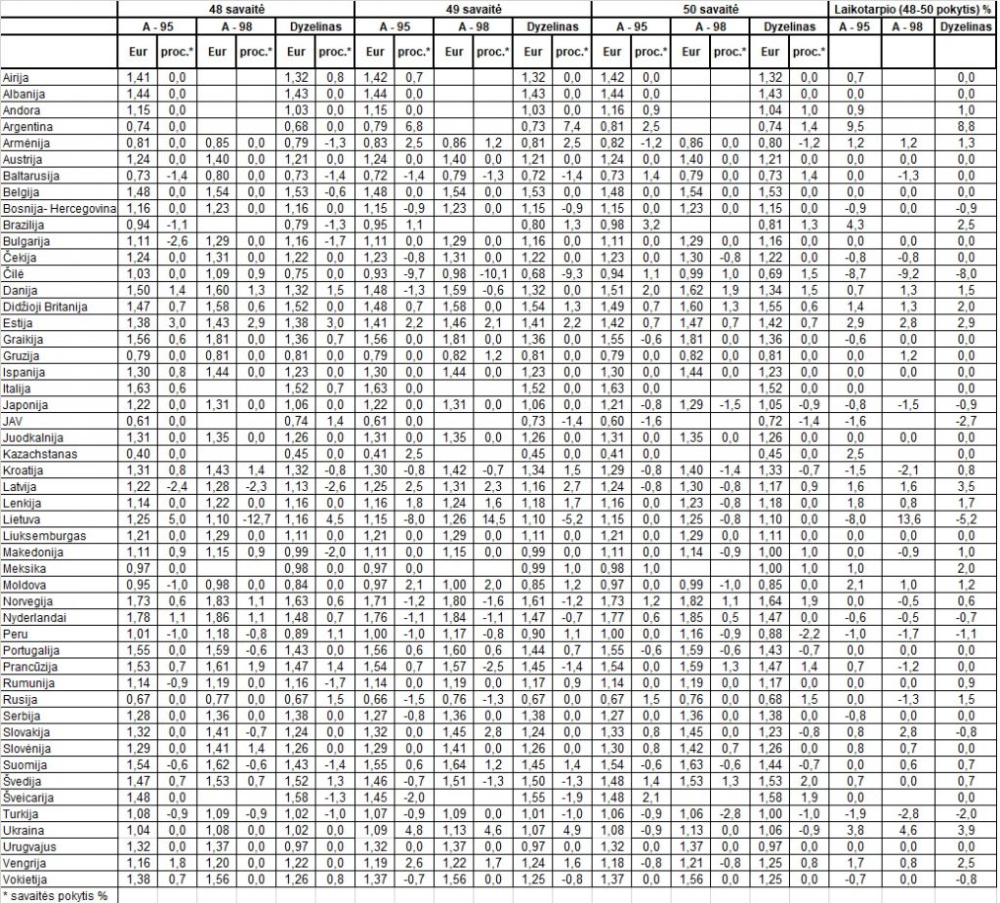 48 savaitė 49 savaitė 50 savaitė Laikotarpio (48-50 pokytis) %
A - 95 A - 98 Dyzelinas A - 95 A - 98 Dyzelinas A - 95 A - 98 Dyzelinas A - 95 A - 98 Dyzelinas
Eur proc.* Eur proc.* Eur proc.* Eur proc.* Eur proc.* Eur proc.* Eur proc.* Eur proc.* Eur proc.*
Airija 1,41 0,0 1,32 0,8 1,42 0,7 1,32 0,0 1,42 0,0 1,32 0,0 0,7 0,0
Albanija 1,44 0,0 1,43 0,0 1,44 0,0 1,43 0,0 1,44 0,0 1,43 0,0 0,0 0,0
Andora 1,15 0,0 1,03 0,0 1,15 0,0 1,03 0,0 1,16 0,9 1,04 1,0 0,9 1,0
Argentina 0,74 0,0 0,68 0,0 0,79 6,8 0,73 7,4 0,81 2,5 0,74 1,4 9,5 8,8
Armėnija 0,81 0,0 0,85 0,0 0,79 -1,3 0,83 2,5 0,86 1,2 0,81 2,5 0,82 -1,2 0,86 0,0 0,80 -1,2 1,2 1,2 1,3
Austrija 1,24 0,0 1,40 0,0 1,21 0,0 1,24 0,0 1,40 0,0 1,21 0,0 1,24 0,0 1,40 0,0 1,21 0,0 0,0 0,0 0,0
Baltarusija 0,73 -1,4 0,80 0,0 0,73 -1,4 0,72 -1,4 0,79 -1,3 0,72 -1,4 0,73 1,4 0,79 0,0 0,73 1,4 0,0 -1,3 0,0
Belgija 1,48 0,0 1,54 0,0 1,53 -0,6 1,48 0,0 1,54 0,0 1,53 0,0 1,48 0,0 1,54 0,0 1,53 0,0 0,0 0,0 0,0
Bosnija- Hercegovina 1,16 0,0 1,23 0,0 1,16 0,0 1,15 -0,9 1,23 0,0 1,15 -0,9 1,15 0,0 1,23 0,0 1,15 0,0 -0,9 0,0 -0,9
Brazilija 0,94 -1,1 0,79 -1,3 0,95 1,1 0,80 1,3 0,98 3,2 0,81 1,3 4,3 2,5
Bulgarija 1,11 -2,6 1,29 0,0 1,16 -1,7 1,11 0,0 1,29 0,0 1,16 0,0 1,11 0,0 1,29 0,0 1,16 0,0 0,0 0,0 0,0
Čekija 1,24 0,0 1,31 0,0 1,22 0,0 1,23 -0,8 1,31 0,0 1,22 0,0 1,23 0,0 1,30 -0,8 1,22 0,0 -0,8 -0,8 0,0
Čilė 1,03 0,0 1,09 0,9 0,75 0,0 0,93 -9,7 0,98 -10,1 0,68 -9,3 0,94 1,1 0,99 1,0 0,69 1,5 -8,7 -9,2 -8,0
Danija 1,50 1,4 1,60 1,3 1,32 1,5 1,48 -1,3 1,59 -0,6 1,32 0,0 1,51 2,0 1,62 1,9 1,34 1,5 0,7 1,3 1,5
Didžioji Britanija 1,47 0,7 1,58 0,6 1,52 0,0 1,48 0,7 1,58 0,0 1,54 1,3 1,49 0,7 1,60 1,3 1,55 0,6 1,4 1,3 2,0
Estija 1,38 3,0 1,43 2,9 1,38 3,0 1,41 2,2 1,46 2,1 1,41 2,2 1,42 0,7 1,47 0,7 1,42 0,7 2,9 2,8 2,9
Graikija 1,56 0,6 1,81 0,0 1,36 0,7 1,56 0,0 1,81 0,0 1,36 0,0 1,55 -0,6 1,81 0,0 1,36 0,0 -0,6 0,0 0,0
Gruzija 0,79 0,0 0,81 0,0 0,81 0,0 0,79 0,0 0,82 1,2 0,81 0,0 0,79 0,0 0,82 0,0 0,81 0,0 0,0 1,2 0,0
Ispanija 1,30 0,8 1,44 0,0 1,23 0,0 1,30 0,0 1,44 0,0 1,23 0,0 1,30 0,0 1,44 0,0 1,23 0,0 0,0 0,0 0,0
Italija 1,63 0,6 1,52 0,7 1,63 0,0 1,52 0,0 1,63 0,0 1,52 0,0 0,0 0,0
Japonija 1,22 0,0 1,31 0,0 1,06 0,0 1,22 0,0 1,31 0,0 1,06 0,0 1,21 -0,8 1,29 -1,5 1,05 -0,9 -0,8 -1,5 -0,9
JAV 0,61 0,0 0,74 1,4 0,61 0,0 0,73 -1,4 0,60 -1,6 0,72 -1,4 -1,6 -2,7
Juodkalnija 1,31 0,0 1,35 0,0 1,26 0,0 1,31 0,0 1,35 0,0 1,26 0,0 1,31 0,0 1,35 0,0 1,26 0,0 0,0 0,0 0,0
Kazachstanas 0,40 0,0 0,45 0,0 0,41 2,5 0,45 0,0 0,41 0,0 0,45 0,0 2,5 0,0
Kroatija 1,31 0,8 1,43 1,4 1,32 -0,8 1,30 -0,8 1,42 -0,7 1,34 1,5 1,29 -0,8 1,40 -1,4 1,33 -0,7 -1,5 -2,1 0,8
Latvija 1,22 -2,4 1,28 -2,3 1,13 -2,6 1,25 2,5 1,31 2,3 1,16 2,7 1,24 -0,8 1,30 -0,8 1,17 0,9 1,6 1,6 3,5
Lenkija 1,14 0,0 1,22 0,0 1,16 0,0 1,16 1,8 1,24 1,6 1,18 1,7 1,16 0,0 1,23 -0,8 1,18 0,0 1,8 0,8 1,7
Lietuva 1,25 5,0 1,10 -12,7 1,16 4,5 1,15 -8,0 1,26 14,5 1,10 -5,2 1,15 0,0 1,25 -0,8 1,10 0,0 -8,0 13,6 -5,2
Liuksemburgas 1,21 0,0 1,29 0,0 1,11 0,0 1,21 0,0 1,29 0,0 1,11 0,0 1,21 0,0 1,29 0,0 1,11 0,0 0,0 0,0 0,0
Makedonija 1,11 0,9 1,15 0,9 0,99 -2,0 1,11 0,0 1,15 0,0 0,99 0,0 1,11 0,0 1,14 -0,9 1,00 1,0 0,0 -0,9 1,0
Meksika 0,97 0,0 0,98 0,0 0,97 0,0 0,99 1,0 0,98 1,0 1,00 1,0 1,0 2,0
Moldova 0,95 -1,0 0,98 0,0 0,84 0,0 0,97 2,1 1,00 2,0 0,85 1,2 0,97 0,0 0,99 -1,0 0,85 0,0 2,1 1,0 1,2
Norvegija 1,73 0,6 1,83 1,1 1,63 0,6 1,71 -1,2 1,80 -1,6 1,61 -1,2 1,73 1,2 1,82 1,1 1,64 1,9 0,0 -0,5 0,6
Nyderlandai 1,78 1,1 1,86 1,1 1,48 0,7 1,76 -1,1 1,84 -1,1 1,47 -0,7 1,77 0,6 1,85 0,5 1,47 0,0 -0,6 -0,5 -0,7
Peru 1,01 -1,0 1,18 -0,8 0,89 1,1 1,00 -1,0 1,17 -0,8 0,90 1,1 1,00 0,0 1,16 -0,9 0,88 -2,2 -1,0 -1,7 -1,1
Portugalija 1,55 0,0 1,59 -0,6 1,43 0,0 1,56 0,6 1,60 0,6 1,44 0,7 1,55 -0,6 1,59 -0,6 1,43 -0,7 0,0 0,0 0,0
Prancūzija 1,53 0,7 1,61 1,9 1,47 1,4 1,54 0,7 1,57 -2,5 1,45 -1,4 1,54 0,0 1,59 1,3 1,47 1,4 0,7 -1,2 0,0
Rumunija 1,14 -0,9 1,19 0,0 1,16 -1,7 1,14 0,0 1,19 0,0 1,17 0,9 1,14 0,0 1,19 0,0 1,17 0,0 0,0 0,0 0,9
Rusija 0,67 0,0 0,77 0,0 0,67 1,5 0,66 -1,5 0,76 -1,3 0,67 0,0 0,67 1,5 0,76 0,0 0,68 1,5 0,0 -1,3 1,5
Serbija 1,28 0,0 1,36 0,0 1,38 0,0 1,27 -0,8 1,36 0,0 1,38 0,0 1,27 0,0 1,36 0,0 1,38 0,0 -0,8 0,0 0,0
Slovakija 1,32 0,0 1,41 -0,7 1,24 0,0 1,32 0,0 1,45 2,8 1,24 0,0 1,33 0,8 1,45 0,0 1,23 -0,8 0,8 2,8 -0,8
Slovėnija 1,29 0,0 1,41 1,4 1,26 0,0 1,29 0,0 1,41 0,0 1,26 0,0 1,30 0,8 1,42 0,7 1,26 0,0 0,8 0,7 0,0
Suomija 1,54 -0,6 1,62 -0,6 1,43 -1,4 1,55 0,6 1,64 1,2 1,45 1,4 1,54 -0,6 1,63 -0,6 1,44 -0,7 0,0 0,6 0,7
Švedija 1,47 0,7 1,53 0,7 1,52 1,3 1,46 -0,7 1,51 -1,3 1,50 -1,3 1,48 1,4 1,53 1,3 1,53 2,0 0,7 0,0 0,7
Šveicarija 1,48 0,0 1,58 -1,3 1,45 -2,0 1,55 -1,9 1,48 2,1 1,58 1,9 0,0 0,0
Turkija 1,08 -0,9 1,09 -0,9 1,02 -1,0 1,07 -0,9 1,09 0,0 1,01 -1,0 1,06 -0,9 1,06 -2,8 1,00 -1,0 -1,9 -2,8 -2,0
Ukraina 1,04 0,0 1,08 0,0 1,02 0,0 1,09 4,8 1,13 4,6 1,07 4,9 1,08 -0,9 1,13 0,0 1,06 -0,9 3,8 4,6 3,9
Urugvajus 1,32 0,0 1,37 0,0 0,97 0,0 1,32 0,0 1,37 0,0 0,97 0,0 1,32 0,0 1,37 0,0 0,97 0,0 0,0 0,0 0,0
Vengrija 1,16 1,8 1,20 0,0 1,22 0,0 1,19 2,6 1,22 1,7 1,24 1,6 1,18 -0,8 1,21 -0,8 1,25 0,8 1,7 0,8 2,5
Vokietija 1,38 0,7 1,56 0,0 1,26 0,8 1,37 -0,7 1,56 0,0 1,25 -0,8 1,37 0,0 1,56 0,0 1,25 0,0 -0,7 0,0 -0,8
* savaitės pokytis %